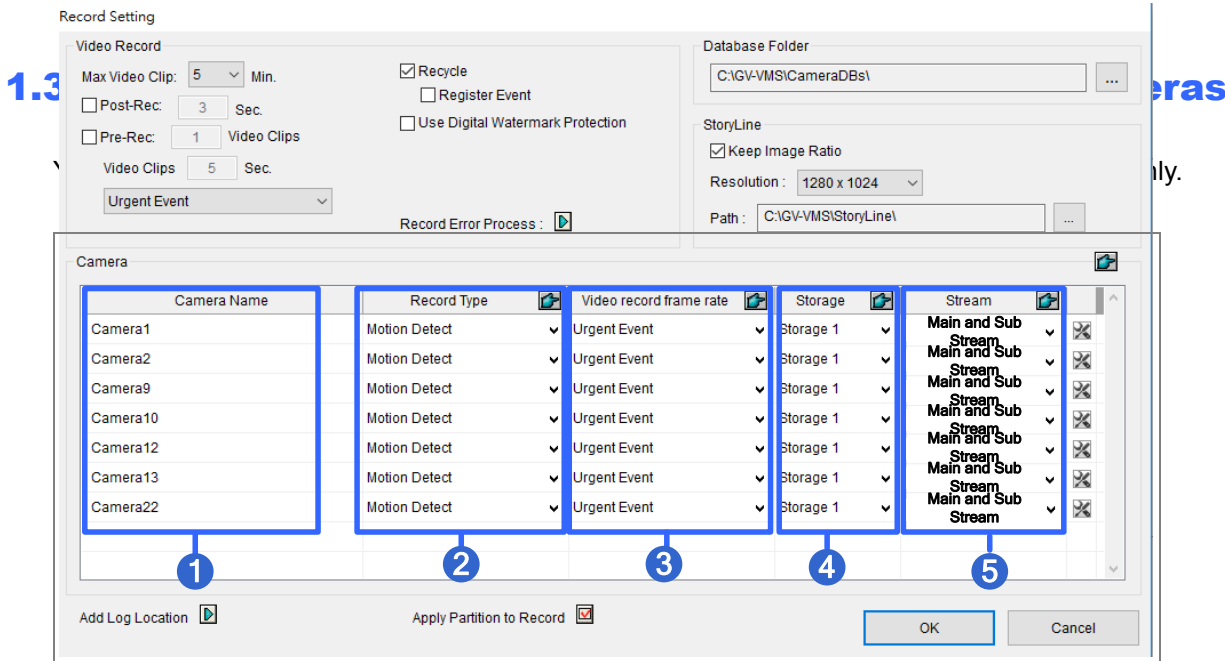 Record Setting
Video Record
Max Video Clip: 5 Min.
Post-Rec: 3 Sec.
Pre-Rec: 1 Video Clips
Video Clips 5 Sec.
Urgent Event
Recycle
Register Event
Use Digital Watermark Protection
Record Error Process :
Database Folder
C:\GV-VMS\CameraDBs\ ...
StoryLine
Keep Image Ratio
Resolution : 1280 x 1024
Path : C:\GV-VMS\StoryLine\ ...
1.3
eras
nly.
Camera
Camera Name Record Type Video record frame rate Storage Stream
Camera1 Motion Detect Urgent Event Storage 1 Main and Sub Stream
Camera2 Motion Detect Urgent Event Storage 1 Main and Sub Stream
Camera9 Motion Detect Urgent Event Storage 1 Main and Sub Stream
Camera10 Motion Detect Urgent Event Storage 1 Main and Sub Stream
Camera12 Motion Detect Urgent Event Storage 1 Main and Sub Stream
Camera13 Motion Detect Urgent Event Storage 1 Main and Sub Stream
Camera22 Motion Detect Urgent Event Storage 1 Main and Sub Stream
1 2 3 4 5
Add Log Location Apply Partition to Record OK Cancel